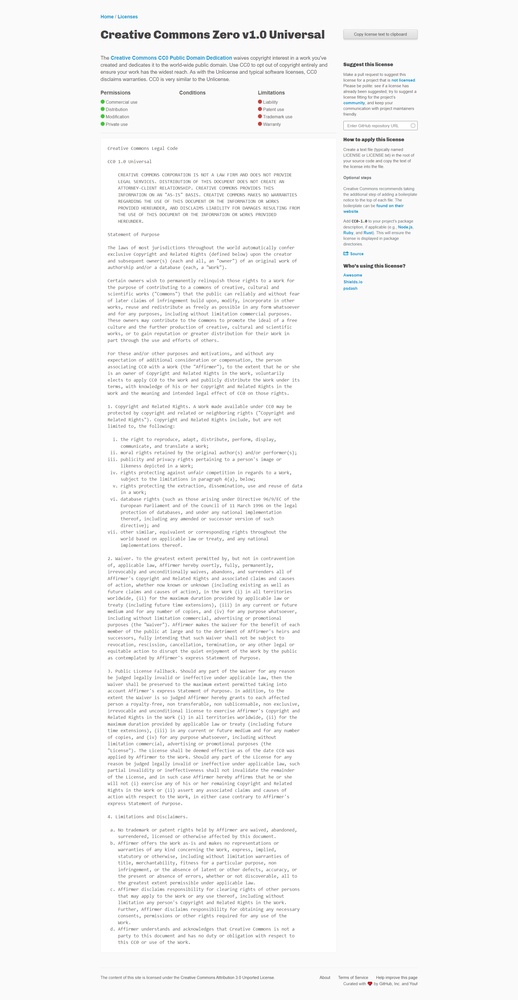 Home / Licenses
Creative Commons Zero v1.0 Universal
Copy license text to clipboard
The Creative Commons CC0 Public Domain Dedication waives copyright interest in a work you've
created and dedicates it to the world-wide public domain. Use CC0 to opt out of copyright entirely and
ensure your work has the widest reach. As with the Unlicense and typical software licenses, CC0
disclaims warranties. CC0 is very similar to the Unlicense.
Permissions
Commercial use
Distribution
Modification
Private use
Conditions
Limitations
Liability
Patent use
Trademark use
Warranty
Creative Commons Legal Code
CC0 1.0 Universal
CREATIVE COMMONS CORPORATION IS NOT A LAW FIRM AND DOES NOT PROVIDE
LEGAL SERVICES. DISTRIBUTION OF THIS DOCUMENT DOES NOT CREATE AN
ATTORNEY-CLIENT RELATIONSHIP. CREATIVE COMMONS PROVIDES THIS
INFORMATION ON AN "AS-IS" BASIS. CREATIVE COMMONS MAKES NO WARRANTIES
REGARDING THE USE OF THIS DOCUMENT OR THE INFORMATION OR WORKS
PROVIDED HEREUNDER, AND DISCLAIMS LIABILITY FOR DAMAGES RESULTING FROM
THE USE OF THIS DOCUMENT OR THE INFORMATION OR WORKS PROVIDED
HEREUNDER.
Statement of Purpose
The laws of most jurisdictions throughout the world automatically confer
exclusive Copyright and Related Rights (defined below) upon the creator
and subsequent owner(s) (each and all, an "owner") of an original work of
authorship and/or a database (each, a "Work").
Certain owners wish to permanently relinquish those rights to a Work for
the purpose of contributing to a commons of creative, cultural and
scientific works ("Commons") that the public can reliably and without fear
of later claims of infringement build upon, modify, incorporate in other
works, reuse and redistribute as freely as possible in any form whatsoever
and for any purposes, including without limitation commercial purposes.
These owners may contribute to the Commons to promote the ideal of a free
culture and the further production of creative, cultural and scientific
works, or to gain reputation or greater distribution for their Work in
part through the use and efforts of others.
For these and/or other purposes and motivations, and without any
expectation of additional consideration or compensation, the person
associating CC0 with a Work (the "Affirmer"), to the extent that he or she
is an owner of Copyright and Related Rights in the Work, voluntarily
elects to apply CC0 to the Work and publicly distribute the Work under its
terms, with knowledge of his or her Copyright and Related Rights in the
Work and the meaning and intended legal effect of CC0 on those rights.
1. Copyright and Related Rights. A Work made available under CC0 may be
protected by copyright and related or neighboring rights ("Copyright and
Related Rights"). Copyright and Related Rights include, but are not
limited to, the following:
i. the right to reproduce, adapt, distribute, perform, display,
communicate, and translate a Work;
ii. moral rights retained by the original author(s) and/or performer(s);
iii. publicity and privacy rights pertaining to a person's image or
likeness depicted in a Work;
iv. rights protecting against unfair competition in regards to a Work,
subject to the limitations in paragraph 4(a), below;
v. rights protecting the extraction, dissemination, use and reuse of data
in a Work;
vi. database rights (such as those arising under Directive 96/9/EC of the
European Parliament and of the Council of 11 March 1996 on the legal
protection of databases, and under any national implementation
thereof, including any amended or successor version of such
directive); and
vii. other similar, equivalent or corresponding rights throughout the
world based on applicable law or treaty, and any national
implementations thereof.
2. Waiver. To the greatest extent permitted by, but not in contravention
of, applicable law, Affirmer hereby overtly, fully, permanently,
irrevocably and unconditionally waives, abandons, and surrenders all of
Affirmer's Copyright and Related Rights and associated claims and causes
of action, whether now known or unknown (including existing as well as
future claims and causes of action), in the Work (i) in all territories
worldwide, (ii) for the maximum duration provided by applicable law or
treaty (including future time extensions), (iii) in any current or future
medium and for any number of copies, and (iv) for any purpose whatsoever,
including without limitation commercial, advertising or promotional
purposes (the "Waiver"). Affirmer makes the Waiver for the benefit of each
member of the public at large and to the detriment of Affirmer's heirs and
successors, fully intending that such Waiver shall not be subject to
revocation, rescission, cancellation, termination, or any other legal or
equitable action to disrupt the quiet enjoyment of the Work by the public
as contemplated by Affirmer's express Statement of Purpose.
3. Public License Fallback. Should any part of the Waiver for any reason
be judged legally invalid or ineffective under applicable law, then the
Waiver shall be preserved to the maximum extent permitted taking into
account Affirmer's express Statement of Purpose. In addition, to the
extent the Waiver is so judged Affirmer hereby grants to each affected
person a royalty-free, non transferable, non sublicensable, non exclusive,
irrevocable and unconditional license to exercise Affirmer's Copyright and
Related Rights in the Work (i) in all territories worldwide, (ii) for the
maximum duration provided by applicable law or treaty (including future
time extensions), (iii) in any current or future medium and for any number
of copies, and (iv) for any purpose whatsoever, including without
limitation commercial, advertising or promotional purposes (the
"License"). The License shall be deemed effective as of the date CC0 was
applied by Affirmer to the Work. Should any part of the License for any
reason be judged legally invalid or ineffective under applicable law, such
partial invalidity or ineffectiveness shall not invalidate the remainder
of the License, and in such case Affirmer hereby affirms that he or she
will not (i) exercise any of his or her remaining Copyright and Related
Rights in the Work or (ii) assert any associated claims and causes of
action with respect to the Work, in either case contrary to Affirmer's
express Statement of Purpose.
4. Limitations and Disclaimers.
a. No trademark or patent rights held by Affirmer are waived, abandoned,
surrendered, licensed or otherwise affected by this document.
b. Affirmer offers the Work as-is and makes no representations or
warranties of any kind concerning the Work, express, implied,
statutory or otherwise, including without limitation warranties of
title, merchantability, fitness for a particular purpose, non
infringement, or the absence of latent or other defects, accuracy, or
the present or absence of errors, whether or not discoverable, all to
the greatest extent permissible under applicable law.
c. Affirmer disclaims responsibility for clearing rights of other persons
that may apply to the Work or any use thereof, including without
limitation any person's Copyright and Related Rights in the Work.
Further, Affirmer disclaims responsibility for obtaining any necessary
consents, permissions or other rights required for any use of the
Work.
d. Affirmer understands and acknowledges that Creative Commons is not a
party to this document and has no duty or obligation with respect to
this CC0 or use of the Work.
Suggest this license
Make a pull request to suggest this
license for a project that is not licensed.
Please be polite: see if a license has
already been suggested, try to suggest a
license fitting for the project's
community, and keep your
communication with project maintainers
friendly.
Enter GitHub repository URL
How to apply this license
Create a text file (typically named
LICENSE or LICENSE.txt) in the root of
your source code and copy the text of
the license into the file.
Optional steps
Creative Commons recommends taking
the additional step of adding a boilerplate
notice to the top of each file. The
boilerplate can be found on their
website.
Add CC0-1.0 to your project's package
description, if applicable (e.g., Node.js,
Ruby, and Rust). This will ensure the
license is displayed in package
directories.
Source
Who's using this license?
Awesome
Shields.io
psdash
The content of this site is licensed under the Creative Commons Attribution 3.0 Unported License.
About Terms of Service Help improve this page
Curated with ❤ by GitHub, Inc. and You!